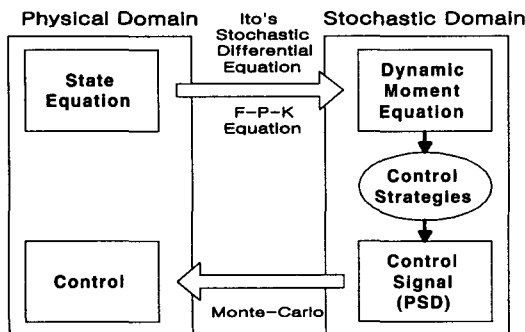 Physical Domain
Ito's
Stochastic
Differential
Equation
Stochastic Domain
State
Equation
F-P-K
Equation
Dynamic
Moment
Equation
Control
Strategies
Control
Monte-Carlo
Control
Signal
(PSD)